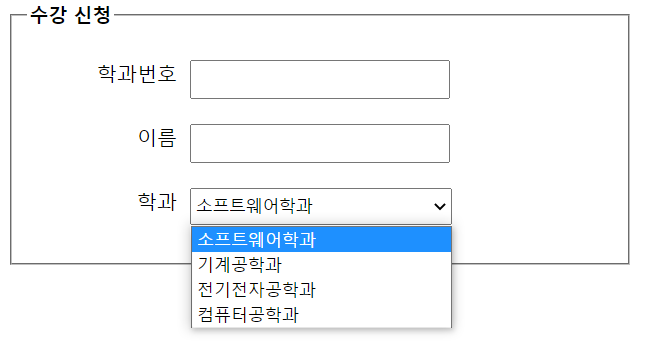 수강 신청
학과번호
이름
학과 소프트웨어학과
소프트웨어학과
기계공학과
전기전자공학과
컴퓨터공학과